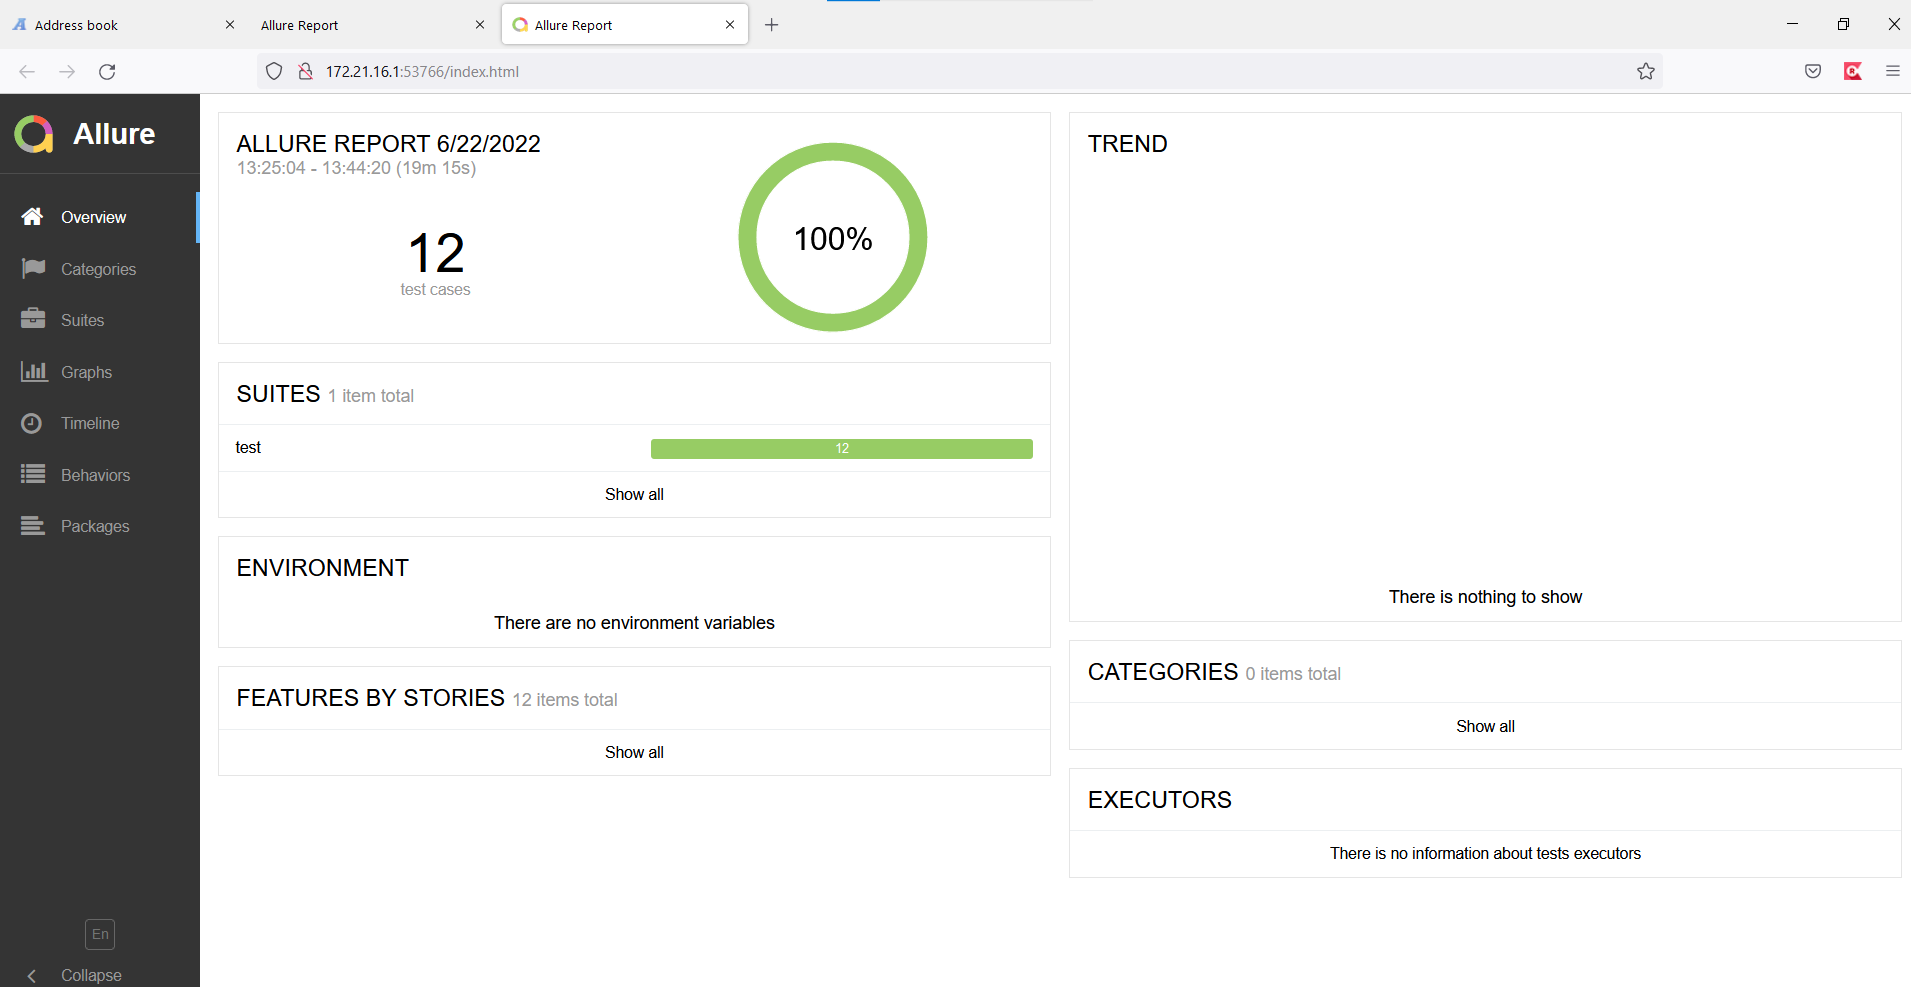 Address book
Allure Report
Allure Report
172.21.16.1:53766/index.html
Allure
Overview
Categories
Suites
Graphs
Timeline
Behaviors
Packages
En
Collapse
ALLURE REPORT 6/22/2022
13:25:04 - 13:44:20 (19m 15s)
12
test cases
100%
SUITES 1 item total
test 12
Show all
ENVIRONMENT
There are no environment variables
FEATURES BY STORIES 12 items total
Show all
TREND
There is nothing to show
CATEGORIES 0 items total
Show all
EXECUTORS
There is no information about tests executors